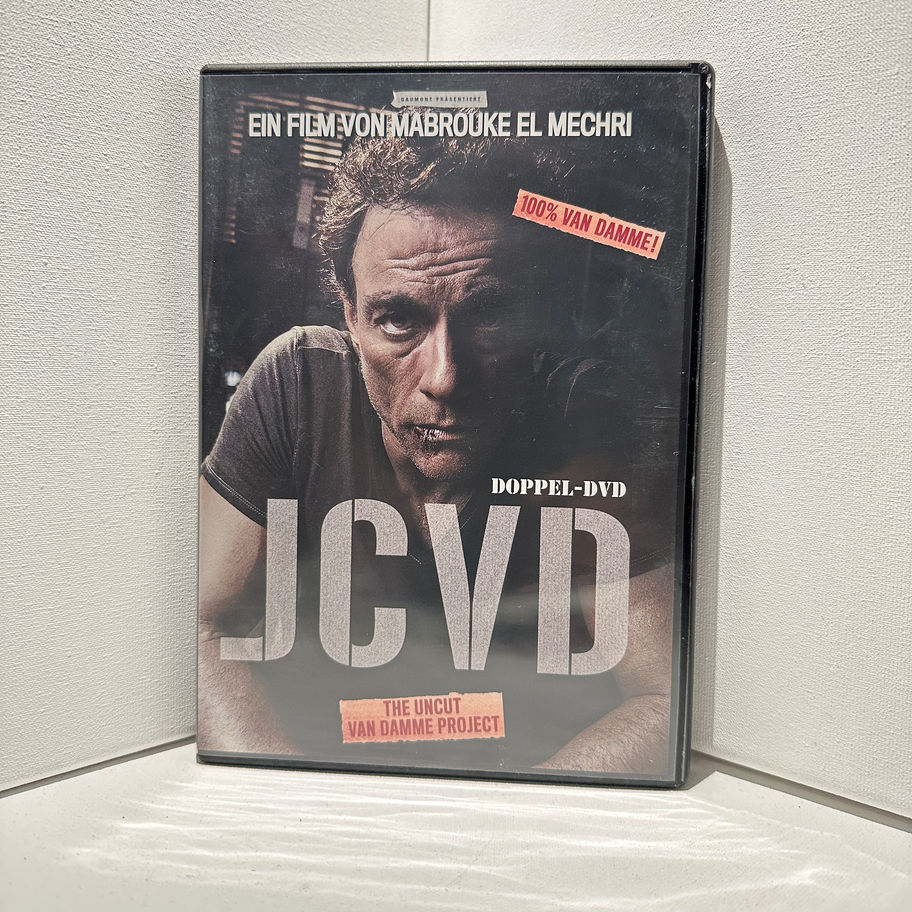 GAUMONT PRÄSENTIERT
EIN FILM VON MABROUKE EL MECHRI
100% VAN DAMME!
DOPPEL-DVD
JCVD
THE UNCUT
VAN DAMME PROJECT